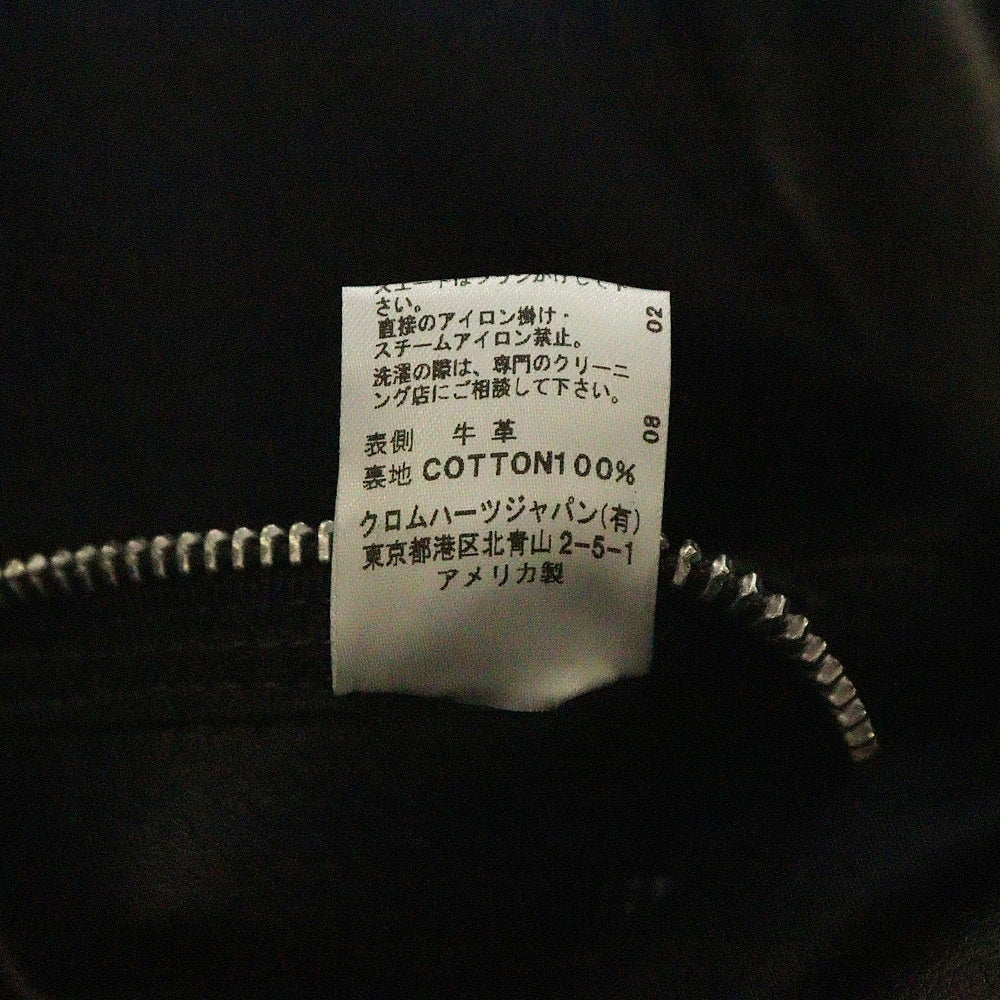 さい。
直接のアイロン掛け・
スチームアイロン禁止。
洗濯の際は、専門のクリーニ
ング店にご相談して下さい。
表側 牛革
裏地 COTTON100%
クロムハーツジャパン(有)
東京都港区北青山2-5-1
アメリカ製
02
08